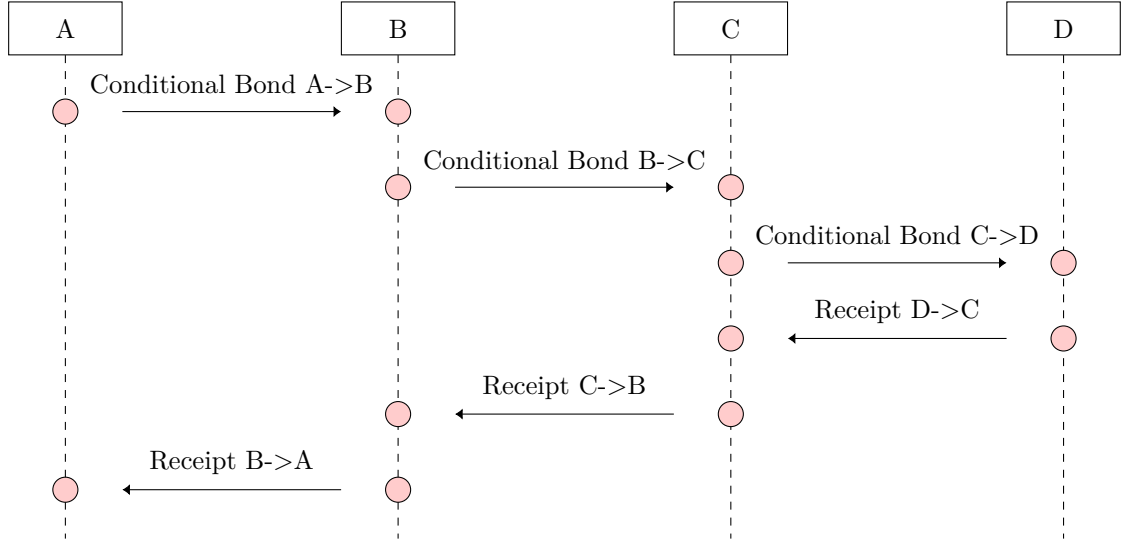 A
B
C
D
Conditional Bond A->B
Conditional Bond B->C
Conditional Bond C->D
Receipt D->C
Receipt C->B
Receipt B->A